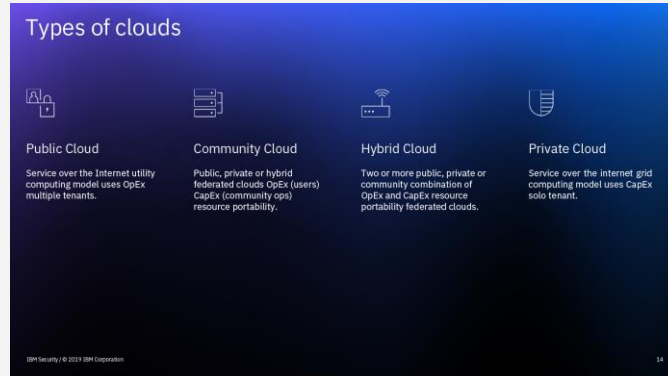 Types of clouds
Public Cloud
Service over the Internet utility
computing model uses OpEx
multiple tenants.
Community Cloud
Public, private or hybrid
federated clouds OpEx (users)
CapEx (community ops)
resource portability.
Hybrid Cloud
Two or more public, private or
community combination of
OpEx and CapEx resource
portability federated clouds.
Private Cloud
Service over the internet grid
computing model uses CapEx
solo tenant.
IBM Security / © 2019 IBM Corporation
14